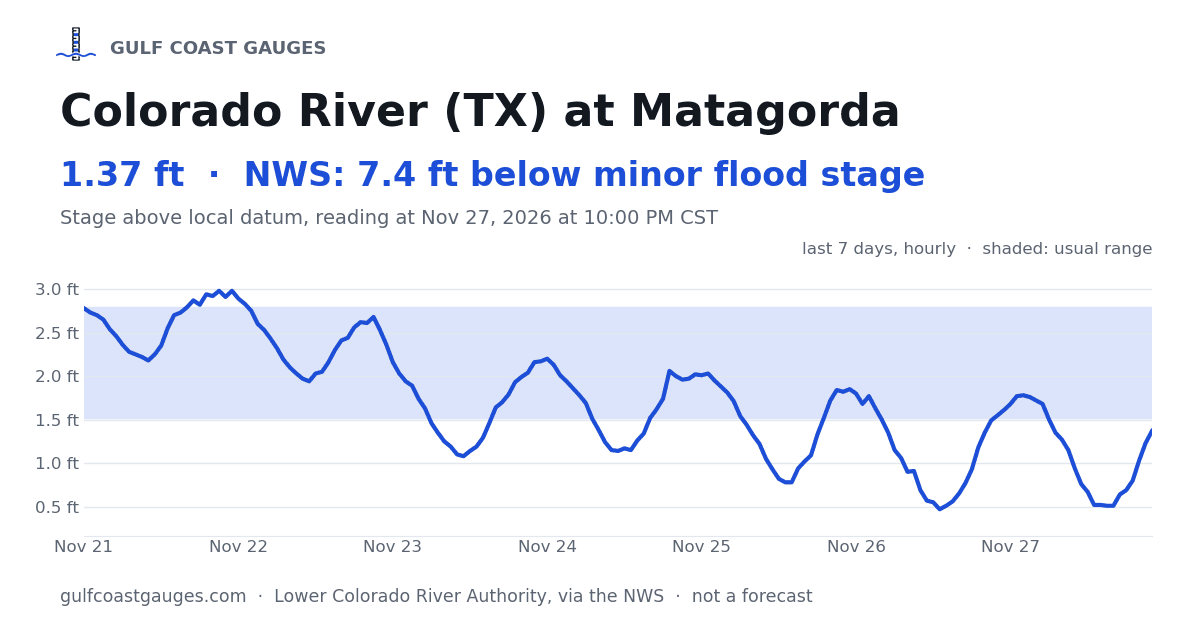 GULF COAST GAUGES
Colorado River (TX) at Matagorda
1.37 ft · NWS: 7.4 ft below minor flood stage
Stage above local datum, reading at Nov 27, 2026 at 10:00 PM CST
last 7 days, hourly · shaded: usual range
3.0 ft
2.5 ft
2.0 ft
1.5 ft
1.0 ft
0.5 ft
Nov 21 Nov 22 Nov 23 Nov 24 Nov 25 Nov 26 Nov 27
gulfcoastgauges.com · Lower Colorado River Authority, via the NWS · not a forecast